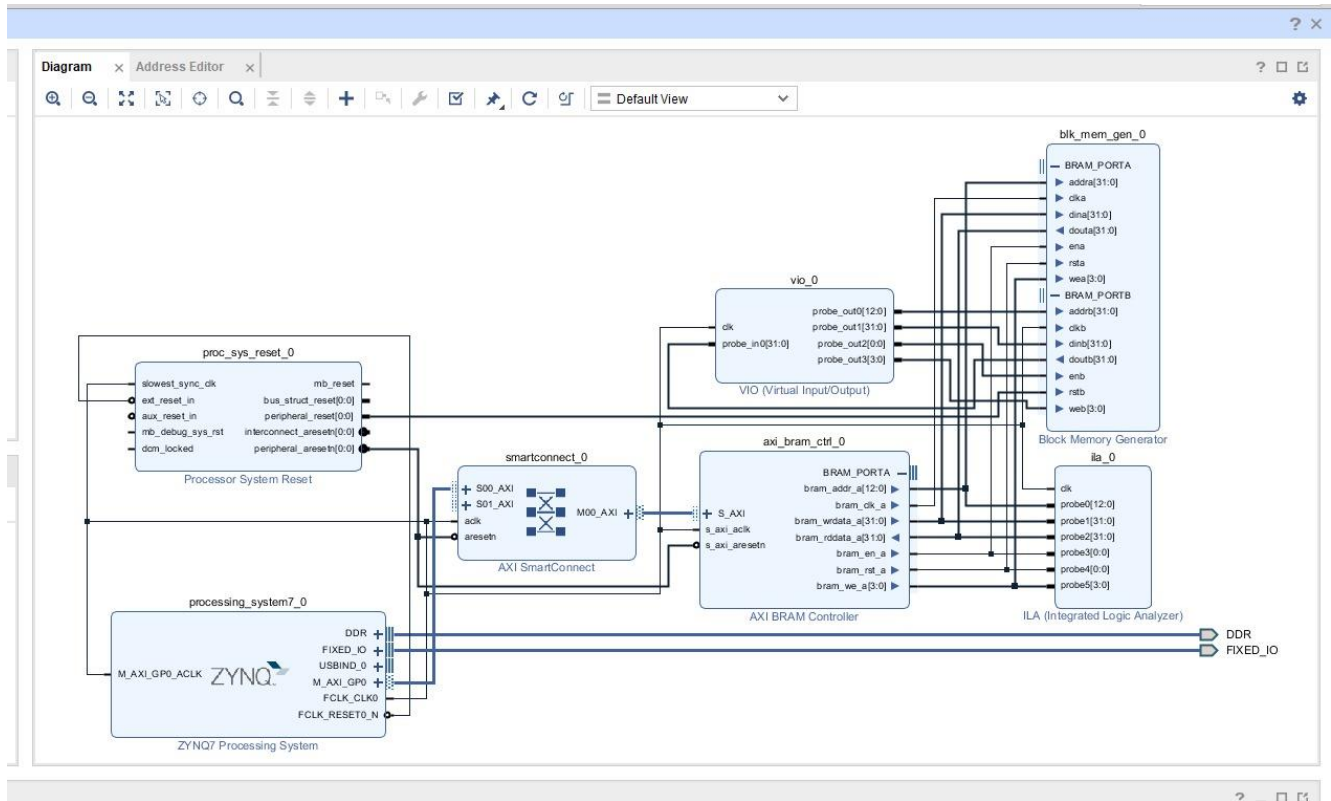 Diagram
Address Editor
Default View
blk_mem_gen_0
BRAM_PORTA
addra[31:0]
clka
dina[31:0]
douta[31:0]
ena
rsta
wea[3:0]
BRAM_PORTB
addrb[31:0]
clkb
dinb[31:0]
doutb[31:0]
enb
rstb
web[3:0]
Block Memory Generator
vio_0
clk
probe_in0[31:0]
probe_out0[12:0]
probe_out1[31:0]
probe_out2[0:0]
probe_out3[3:0]
VIO (Virtual Input/Output)
proc_sys_reset_0
slowest_sync_clk
ext_reset_in
aux_reset_in
mb_debug_sys_rst
dcm_locked
mb_reset
bus_struct_reset[0:0]
peripheral_reset[0:0]
interconnect_aresetn[0:0]
peripheral_aresetn[0:0]
Processor System Reset
smartconnect_0
S00_AXI
S01_AXI
aclk
aresetn
M00_AXI
AXI SmartConnect
axi_bram_ctrl_0
S_AXI
s_axi_aclk
s_axi_aresetn
BRAM_PORTA
bram_addr_a[12:0]
bram_clk_a
bram_wrdata_a[31:0]
bram_rddata_a[31:0]
bram_en_a
bram_rst_a
bram_we_a[3:0]
AXI BRAM Controller
ila_0
clk
probe0[12:0]
probe1[31:0]
probe2[31:0]
probe3[0:0]
probe4[0:0]
probe5[3:0]
ILA (Integrated Logic Analyzer)
processing_system7_0
M_AXI_GP0_ACLK
ZYNQ
DDR
FIXED_IO
USBIND_0
M_AXI_GP0
FCLK_CLK0
FCLK_RESET0_N
ZYNQ7 Processing System
DDR
FIXED_IO